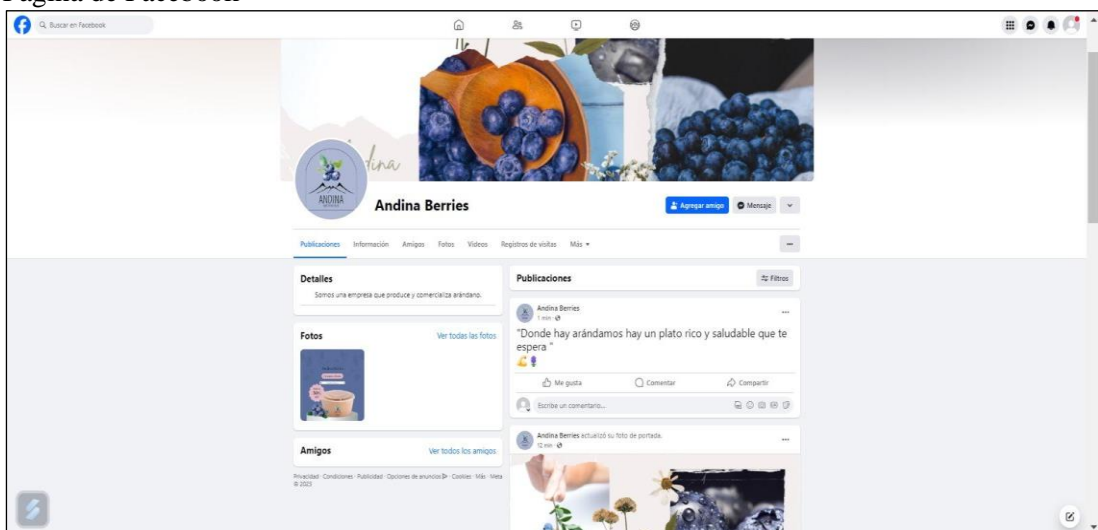 Página de Facebook
Buscar en Facebook
dina
ANDINA
Andina Berries
Agregar amigo
Mensaje
Publicaciones Información Amigos Fotos Videos Registros de visitas Más
Detalles
Somos una empresa que produce y comercializa arándano.
Fotos Ver todas las fotos
Amigos Ver todos los amigos
Privacidad · Condiciones · Publicidad · Opciones de anuncios · Cookies · Más · Meta
© 2023
Publicaciones Filtros
Andina Berries
1 min
"Donde hay arándamos hay un plato rico y saludable que te
espera "
Me gusta Comentar Compartir
Escribe un comentario...
Andina Berries actualizó su foto de portada.
12 min